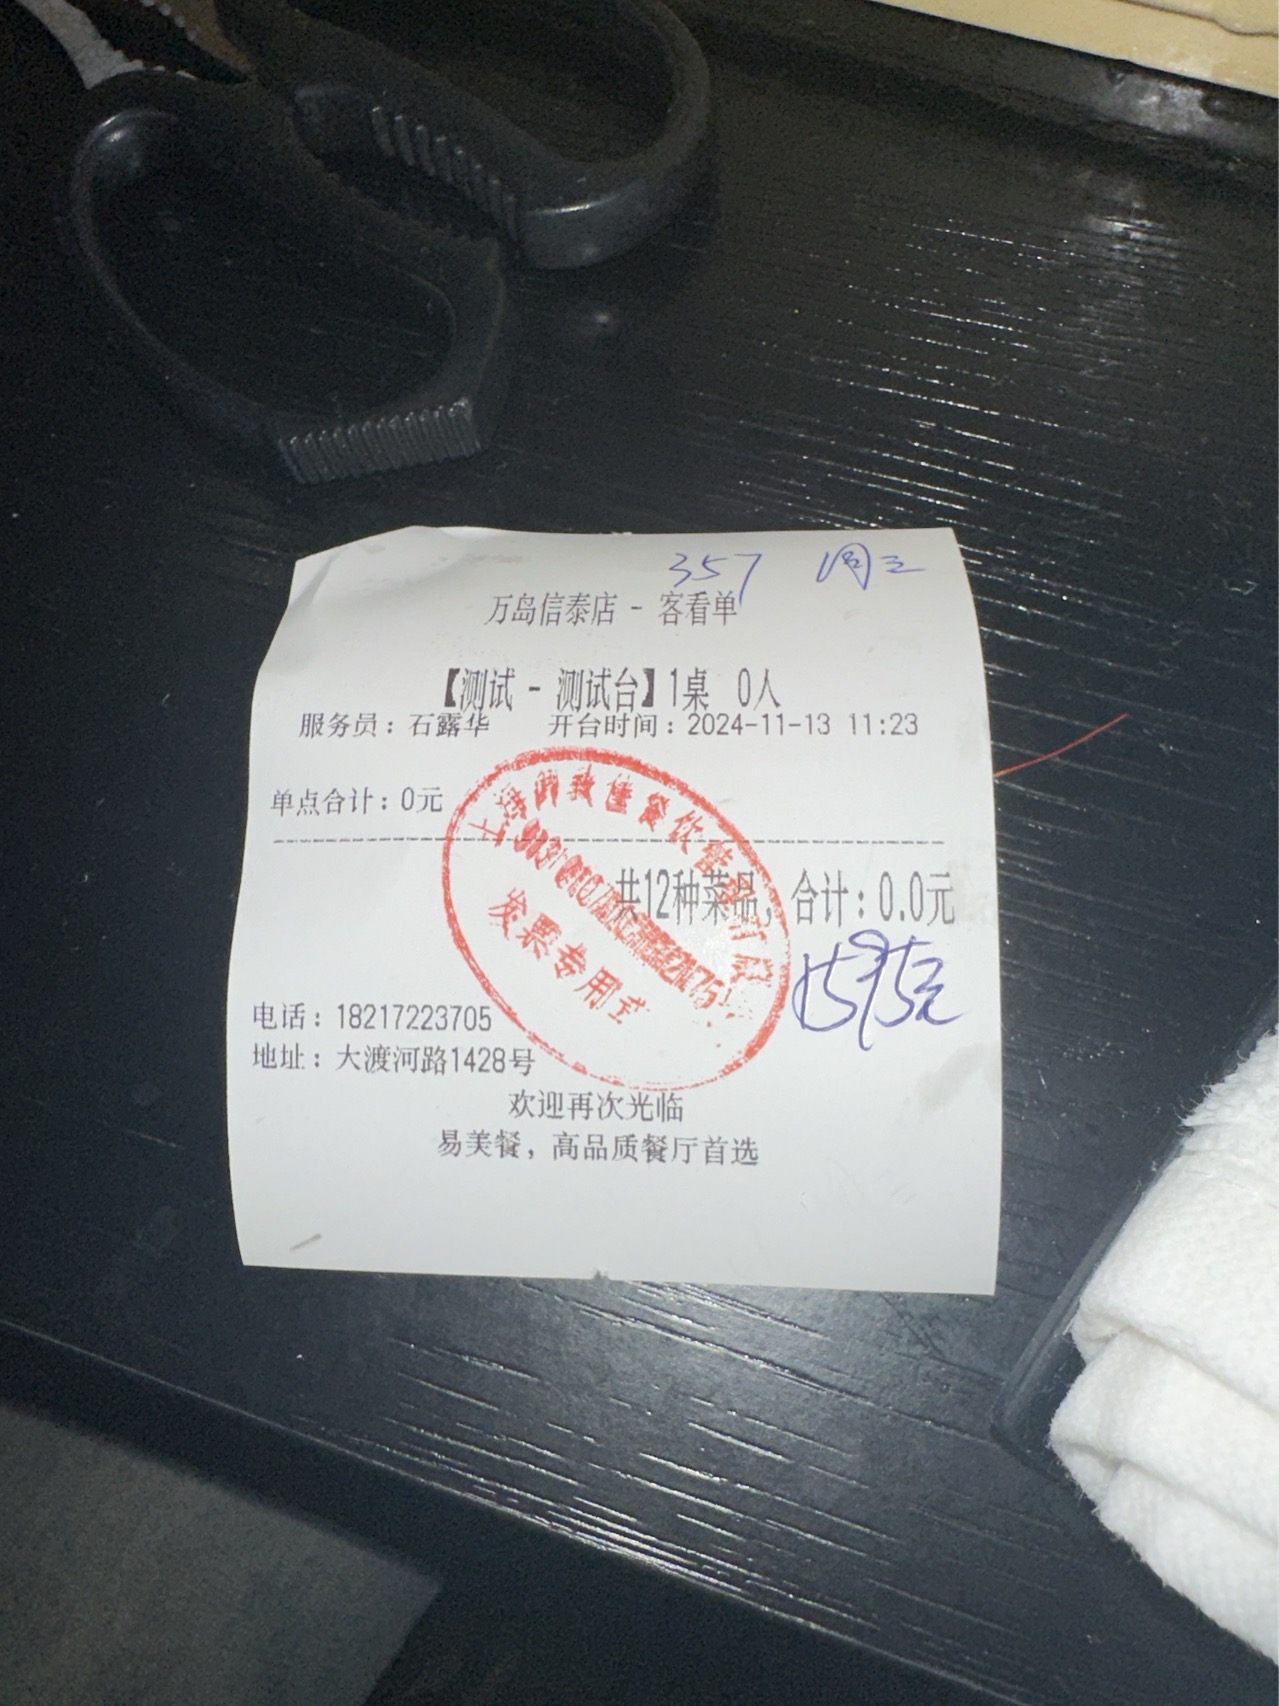 357 周三
万岛信泰店 - 客看单
【测试 - 测试台】1桌 0人
服务员：石露华 开台时间：2024-11-13 11:23
单点合计：0元
共12种菜品，合计：0.0元
发票专用
电话：18217223705
地址：大渡河路1428号
欢迎再次光临
易美餐，高品质餐厅首选